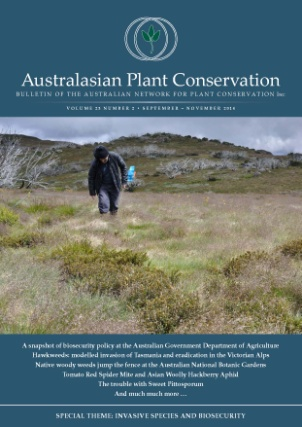 Australasian Plant Conservation
BULLETIN OF THE AUSTRALIAN NETWORK FOR PLANT CONSERVATION Inc
VOLUME 23 NUMBER 2 • SEPTEMBER – NOVEMBER 2014
A snapshot of biosecurity policy at the Australian Government Department of Agriculture
Hawkweeds: modelled invasion of Tasmania and eradication in the Victorian Alps
Native woody weeds jump the fence at the Australian National Botanic Gardens
Tomato Red Spider Mite and Asian Woolly Hackberry Aphid
The trouble with Sweet Pittosporum
And much much more …
SPECIAL THEME: INVASIVE SPECIES AND BIOSECURITY